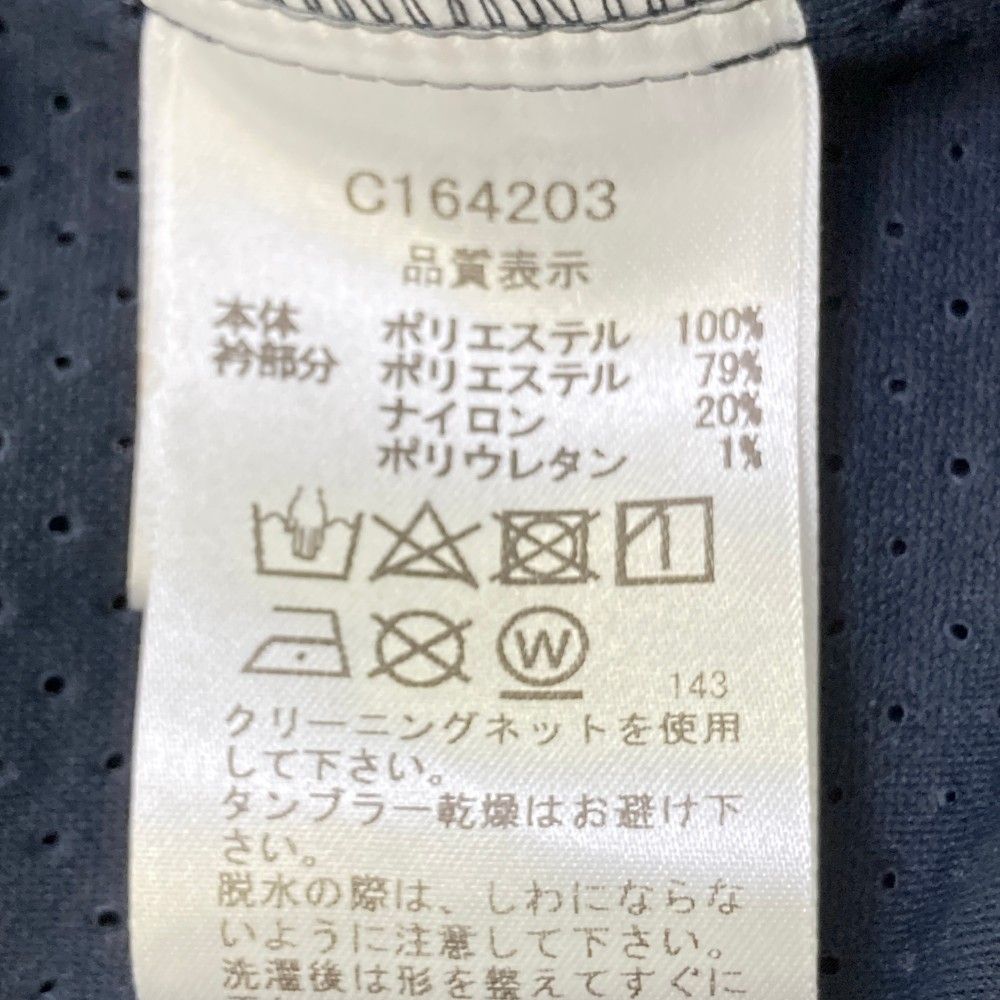 C164203
品質表示
本体 ポリエステル 100%
衿部分 ポリエステル 79%
ナイロン 20%
ポリウレタン 1%
W
143
クリーニングネットを使用
して下さい。
タンブラー乾燥はお避け下
さい。
脱水の際は、しわにならな
いように注意して下さい。
洗濯後は形を整えてすぐに